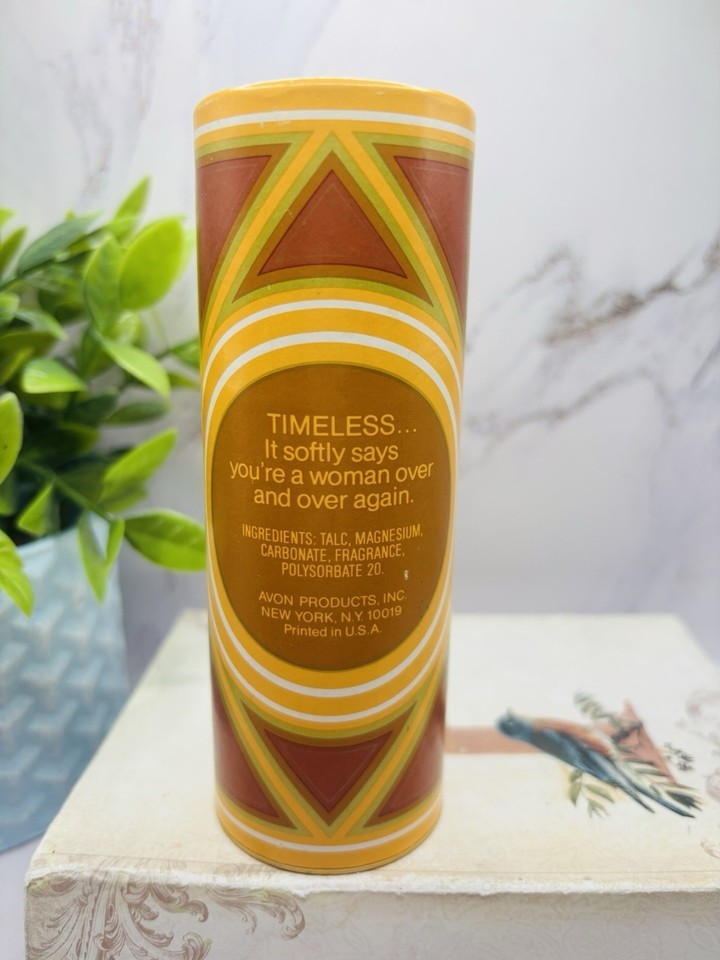 TIMELESS...
It softly says
you're a woman over
and over again.
INGREDIENTS: TALC, MAGNESIUM,
CARBONATE, FRAGRANCE,
POLYSORBATE 20.
AVON PRODUCTS, INC.
NEW YORK, N.Y. 10019
Printed in U.S.A.